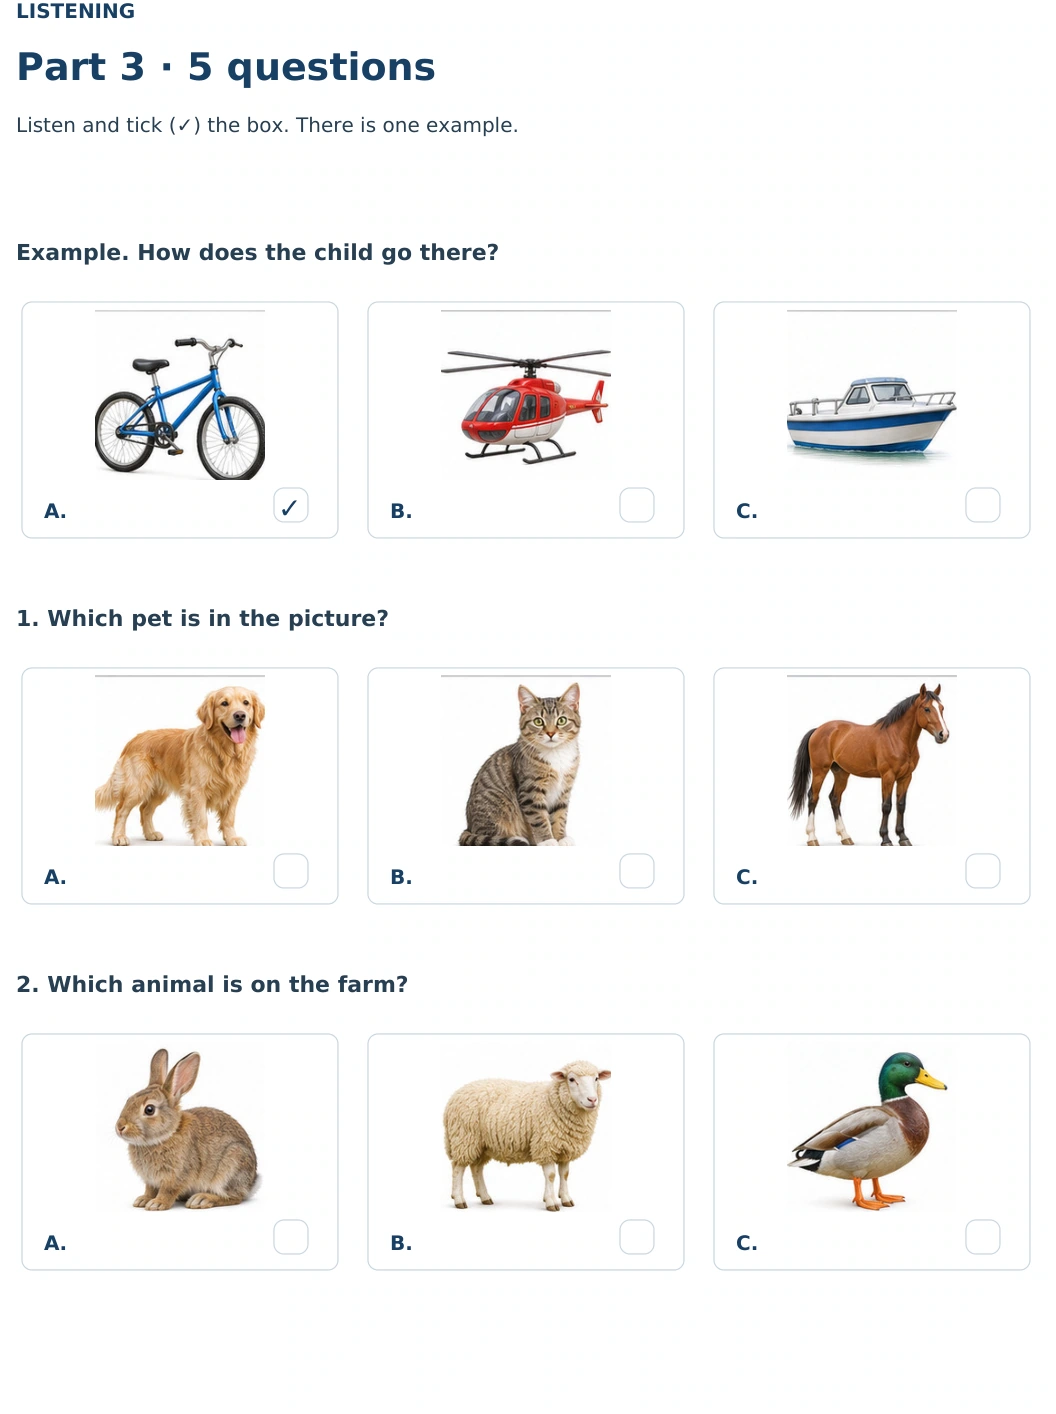 LISTENING
Part 3 · 5 questions
Listen and tick (✓) the box. There is one example.
Example. How does the child go there?
A. ✓ B. C.
1. Which pet is in the picture?
A. B. C.
2. Which animal is on the farm?
A. B. C.